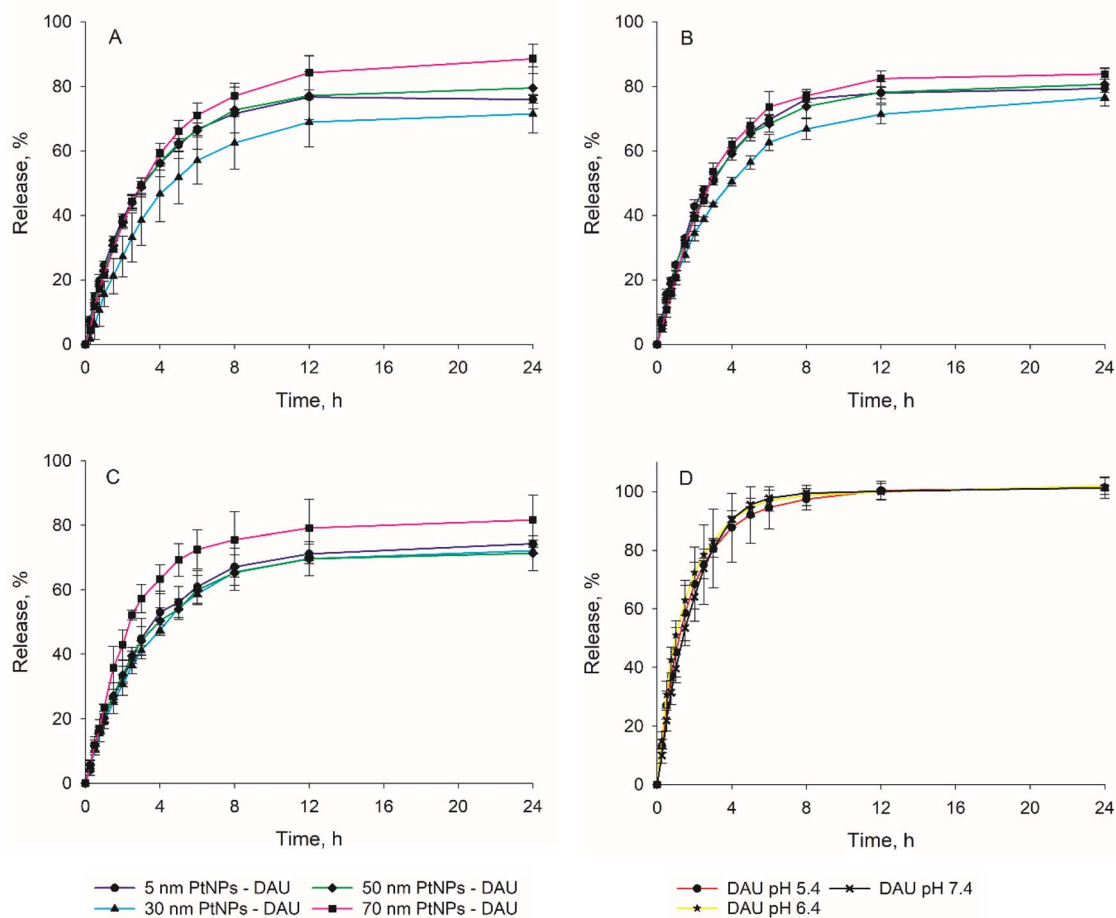 A
Release, %
100
80
60
40
20
0
0 4 8 12 16 20 24
Time, h
B
Release, %
100
80
60
40
20
0
0 4 8 12 16 20 24
Time, h
C
Release, %
100
80
60
40
20
0
0 4 8 12 16 20 24
Time, h
D
Release, %
100
80
60
40
20
0
0 4 8 12 16 20 24
Time, h
5 nm PtNPs - DAU
50 nm PtNPs - DAU
30 nm PtNPs - DAU
70 nm PtNPs - DAU
DAU pH 5.4
DAU pH 7.4
DAU pH 6.4